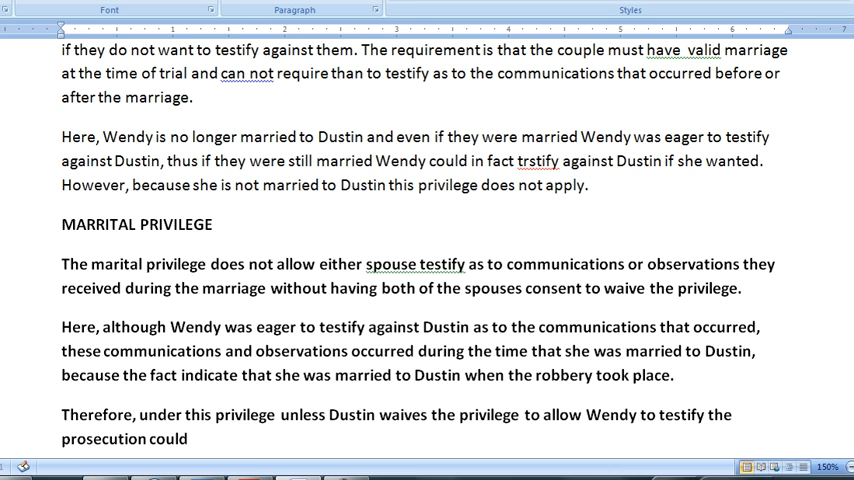 Font Paragraph Styles
1 2 3 4 5 6 7
if they do not want to testify against them. The requirement is that the couple must have valid marriage
at the time of trial and can not require than to testify as to the communications that occurred before or
after the marriage.
Here, Wendy is no longer married to Dustin and even if they were married Wendy was eager to testify
against Dustin, thus if they were still married Wendy could in fact trstify against Dustin if she wanted.
However, because she is not married to Dustin this privilege does not apply.
MARRITAL PRIVILEGE
The marital privilege does not allow either spouse testify as to communications or observations they
received during the marriage without having both of the spouses consent to waive the privilege.
Here, although Wendy was eager to testify against Dustin as to the communications that occurred,
these communications and observations occurred during the time that she was married to Dustin,
because the fact indicate that she was married to Dustin when the robbery took place.
Therefore, under this privilege unless Dustin waives the privilege to allow Wendy to testify the
prosecution could
150%